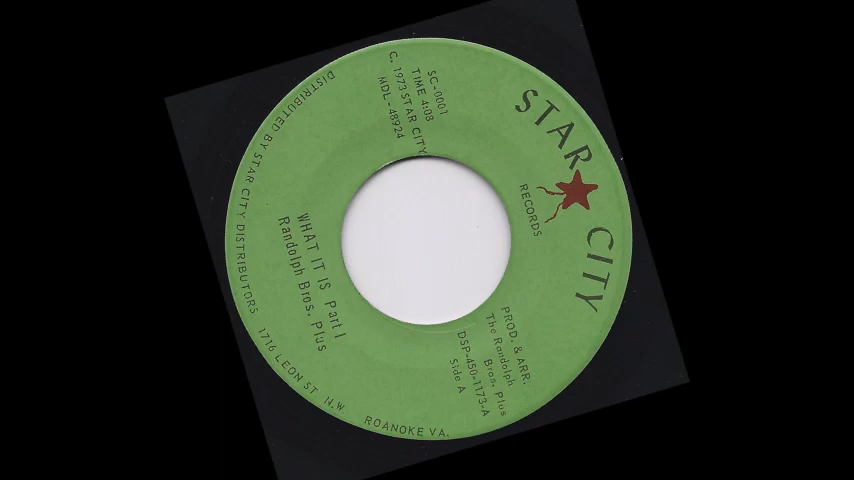 STAR CITY
RECORDS
SC-0001
TIME 4:08
C. 1973 STAR CITY
MDL-48924
PROD. & ARR.
The Randolph
Bros. Plus
DSP-450-1173-A
Side A
WHAT IT IS Part I
Randolph Bros. Plus
DISTRIBUTED BY STAR CITY DISTRIBUTORS 1716 LEON ST N.W ROANOKE VA.